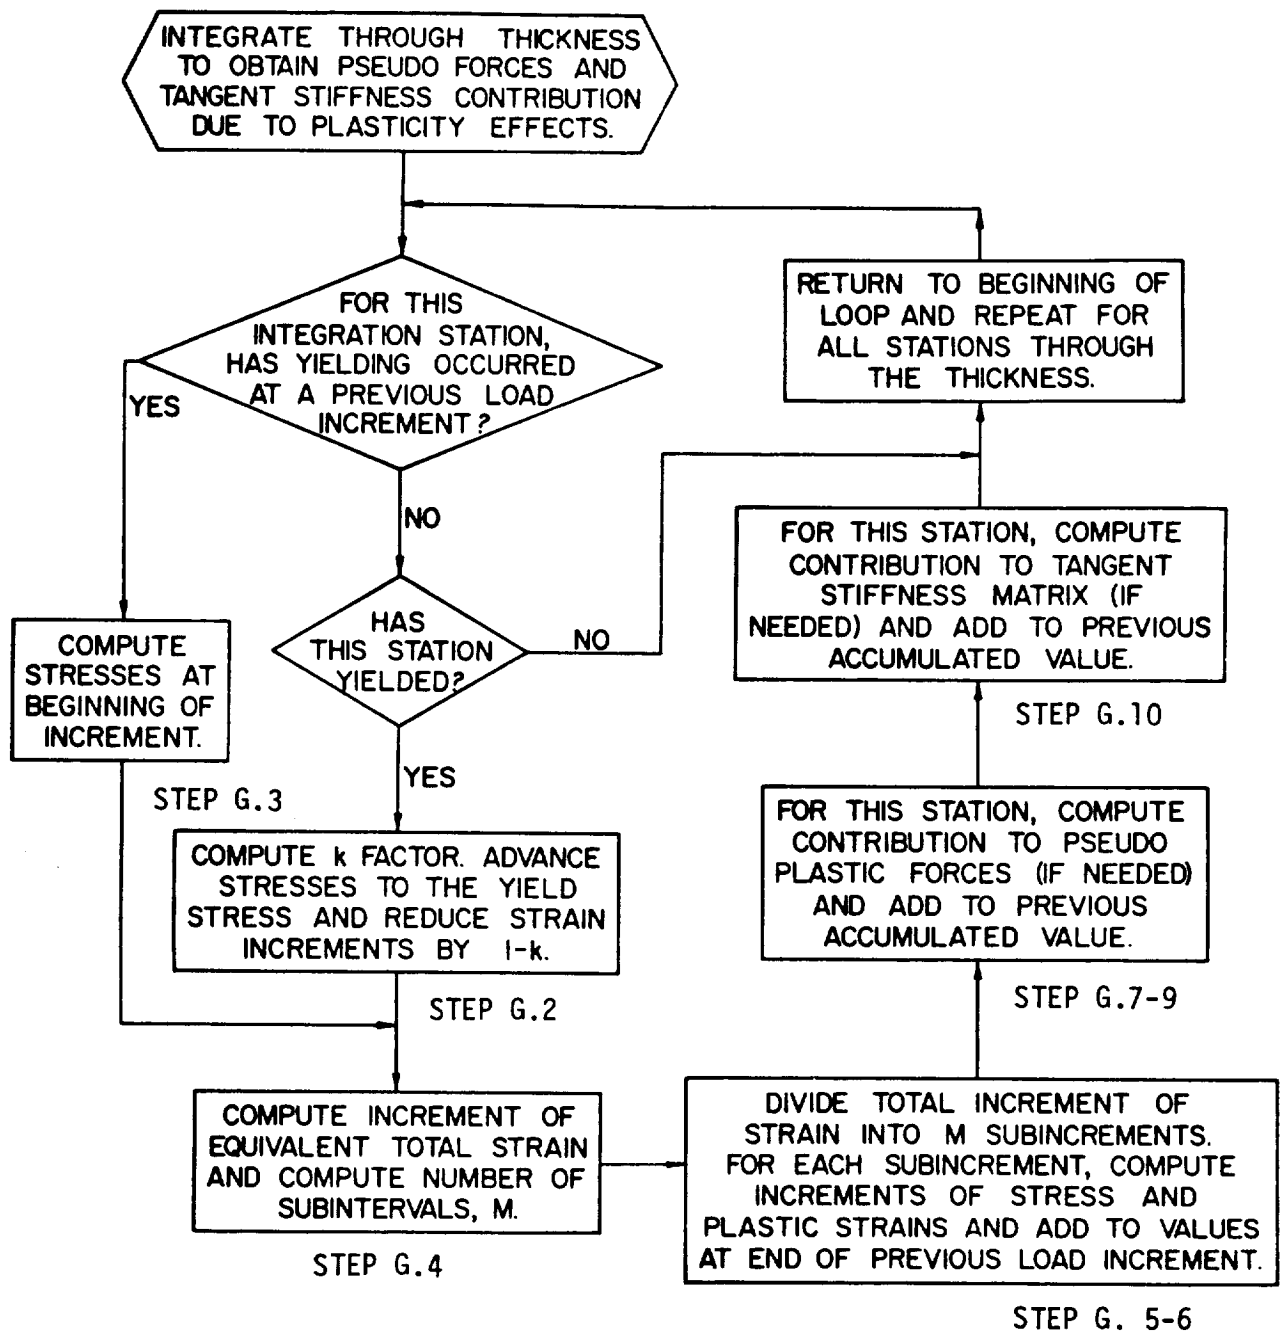 INTEGRATE THROUGH THICKNESS
TO OBTAIN PSEUDO FORCES AND
TANGENT STIFFNESS CONTRIBUTION
DUE TO PLASTICITY EFFECTS.
FOR THIS
INTEGRATION STATION,
HAS YIELDING OCCURRED
AT A PREVIOUS LOAD
INCREMENT?
YES
NO
HAS
THIS STATION
YIELDED?
NO
YES
COMPUTE
STRESSES AT
BEGINNING OF
INCREMENT.
STEP G.3
COMPUTE k FACTOR. ADVANCE
STRESSES TO THE YIELD
STRESS AND REDUCE STRAIN
INCREMENTS BY 1-k.
STEP G.2
COMPUTE INCREMENT OF
EQUIVALENT TOTAL STRAIN
AND COMPUTE NUMBER OF
SUBINTERVALS, M.
STEP G.4
DIVIDE TOTAL INCREMENT OF
STRAIN INTO M SUBINCREMENTS.
FOR EACH SUBINCREMENT, COMPUTE
INCREMENTS OF STRESS AND
PLASTIC STRAINS AND ADD TO VALUES
AT END OF PREVIOUS LOAD INCREMENT.
STEP G. 5-6
FOR THIS STATION, COMPUTE
CONTRIBUTION TO PSEUDO
PLASTIC FORCES (IF NEEDED)
AND ADD TO PREVIOUS
ACCUMULATED VALUE.
STEP G.7-9
FOR THIS STATION, COMPUTE
CONTRIBUTION TO TANGENT
STIFFNESS MATRIX (IF
NEEDED) AND ADD TO PREVIOUS
ACCUMULATED VALUE.
STEP G.10
RETURN TO BEGINNING OF
LOOP AND REPEAT FOR
ALL STATIONS THROUGH
THE THICKNESS.